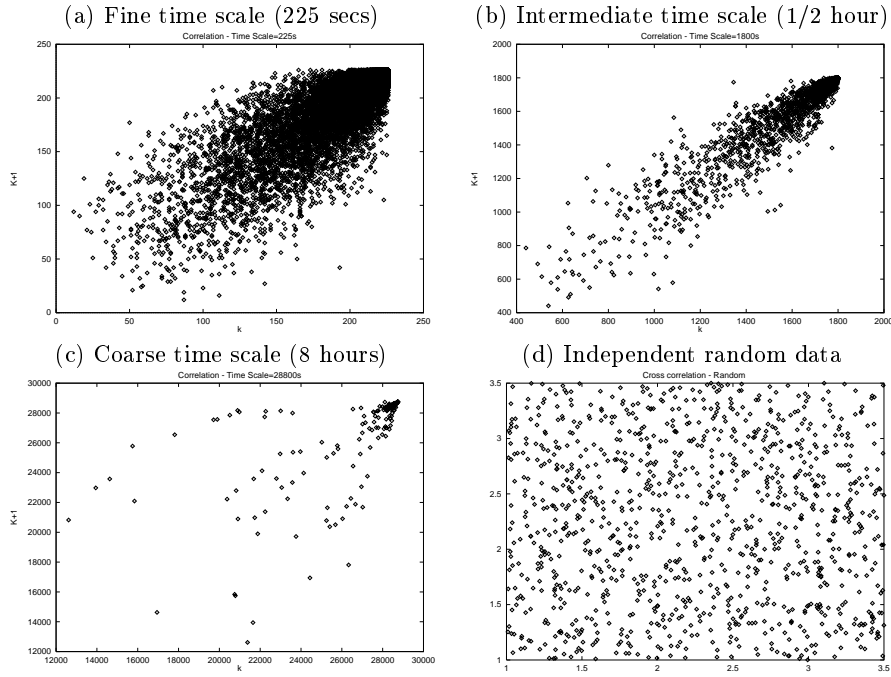 (a) Fine time scale (225 secs)
Correlation - Time Scale=225s
250
200
150
100
50
0
K+1
0 50 100 150 200 250
k
(b) Intermediate time scale (1/2 hour)
Correlation - Time Scale=1800s
2000
1800
1600
1400
1200
1000
800
600
400
K+1
400 600 800 1000 1200 1400 1600 1800 2000
k
(c) Coarse time scale (8 hours)
Correlation - Time Scale=28800s
30000
28000
26000
24000
22000
20000
18000
16000
14000
12000
K+1
12000 14000 16000 18000 20000 22000 24000 26000 28000 30000
k
(d) Independent random data
Cross correlation - Random
3.5
3
2.5
2
1.5
1
1 1.5 2 2.5 3 3.5